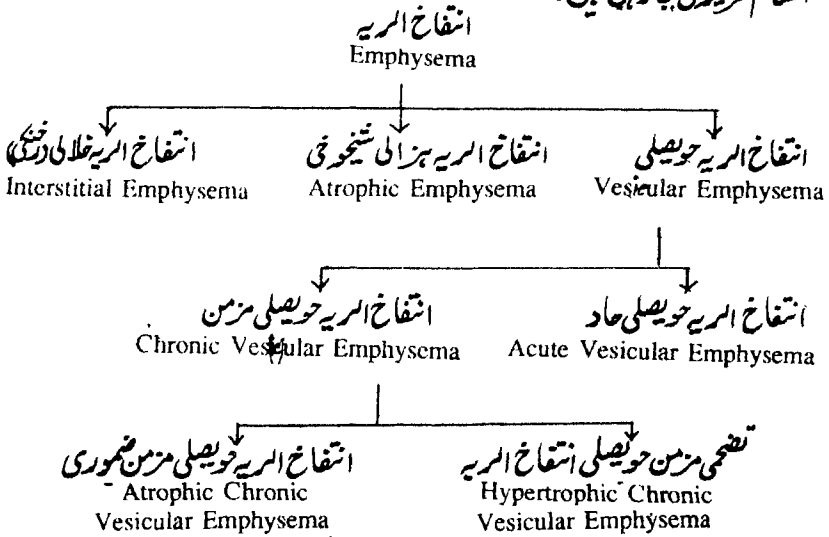 انتفاخ الریہ
Emphysema
انتفاخ الریہ حویصلی
Vesicular Emphysema
انتفاخ الریہ ہزالی شیخوخی
Atrophic Emphysema
انتفاخ الریہ خلالی
Interstitial Emphysema
انتفاخ الریہ حویصلی حاد
Acute Vesicular Emphysema
انتفاخ الریہ حویصلی مزمن
Chronic Vesicular Emphysema
تضخمی مزمن حویصلی انتفاخ الریہ
Hypertrophic Chronic
Vesicular Emphysema
انتفاخ الریہ حویصلی مزمن ضموری
Atrophic Chronic
Vesicular Emphysema